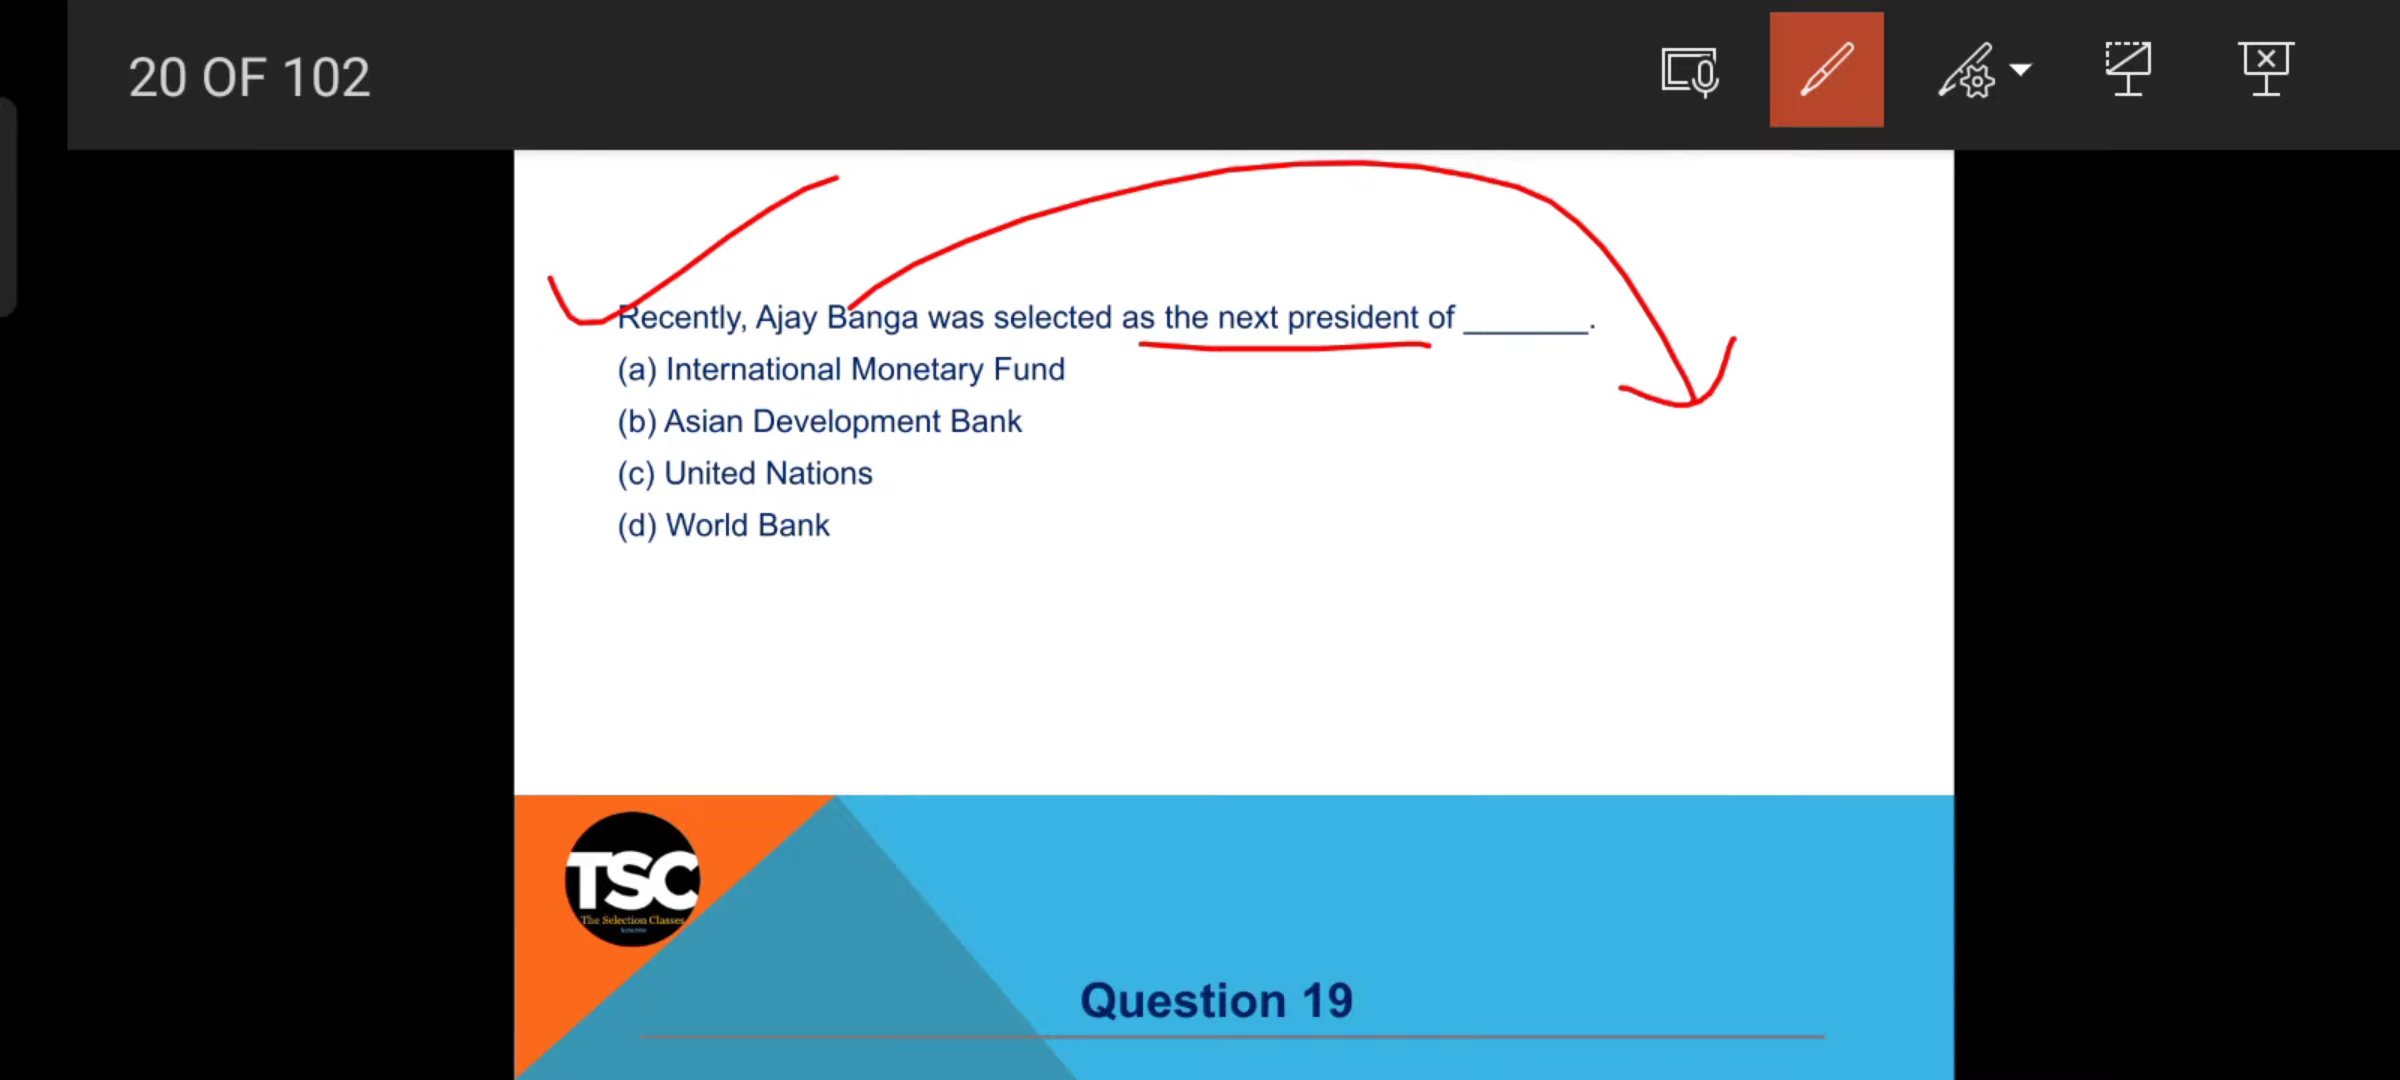 20 OF 102
Recently, Ajay Banga was selected as the next president of _______.
(a) International Monetary Fund
(b) Asian Development Bank
(c) United Nations
(d) World Bank
TSC
The Selection Classes
Question 19